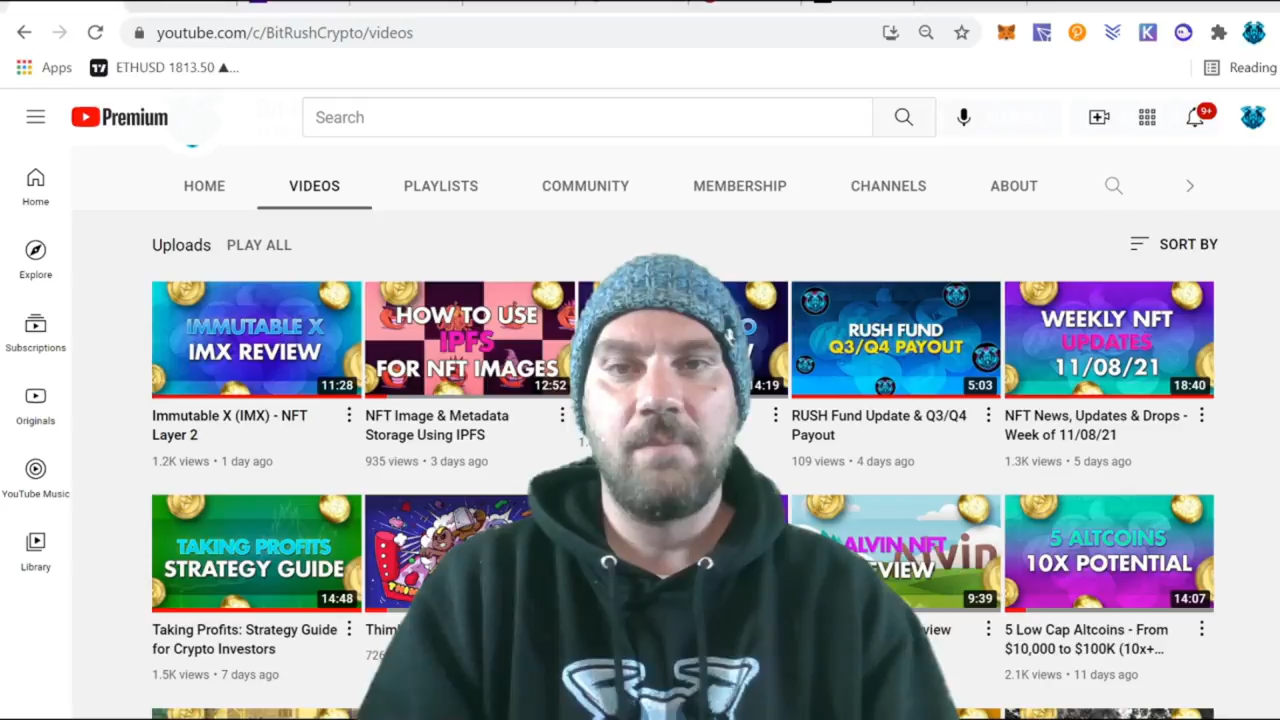 youtube.com/c/BitRushCrypto/videos
Apps
ETHUSD 1813.50 ▲...
Reading
Premium
Search
9+
HOME
VIDEOS
PLAYLISTS
COMMUNITY
MEMBERSHIP
CHANNELS
ABOUT
Home
Explore
Subscriptions
Originals
YouTube Music
Library
Uploads
PLAY ALL
SORT BY
IMMUTABLE X
IMX REVIEW
11:28
Immutable X (IMX) - NFT
Layer 2
1.2K views • 1 day ago
HOW TO USE
IPFS
FOR NFT IMAGES
12:52
NFT Image & Metadata
Storage Using IPFS
935 views • 3 days ago
14:19
RUSH FUND
Q3/Q4 PAYOUT
5:03
RUSH Fund Update & Q3/Q4
Payout
109 views • 4 days ago
WEEKLY NFT
UPDATES
11/08/21
18:40
NFT News, Updates & Drops -
Week of 11/08/21
1.3K views • 5 days ago
TAKING PROFITS
STRATEGY GUIDE
14:48
Taking Profits: Strategy Guide
for Crypto Investors
1.5K views • 7 days ago
ALVIN NFT
9:39
5 ALTCOINS
10X POTENTIAL
14:07
5 Low Cap Altcoins - From
$10,000 to $100K (10x+...
2.1K views • 11 days ago